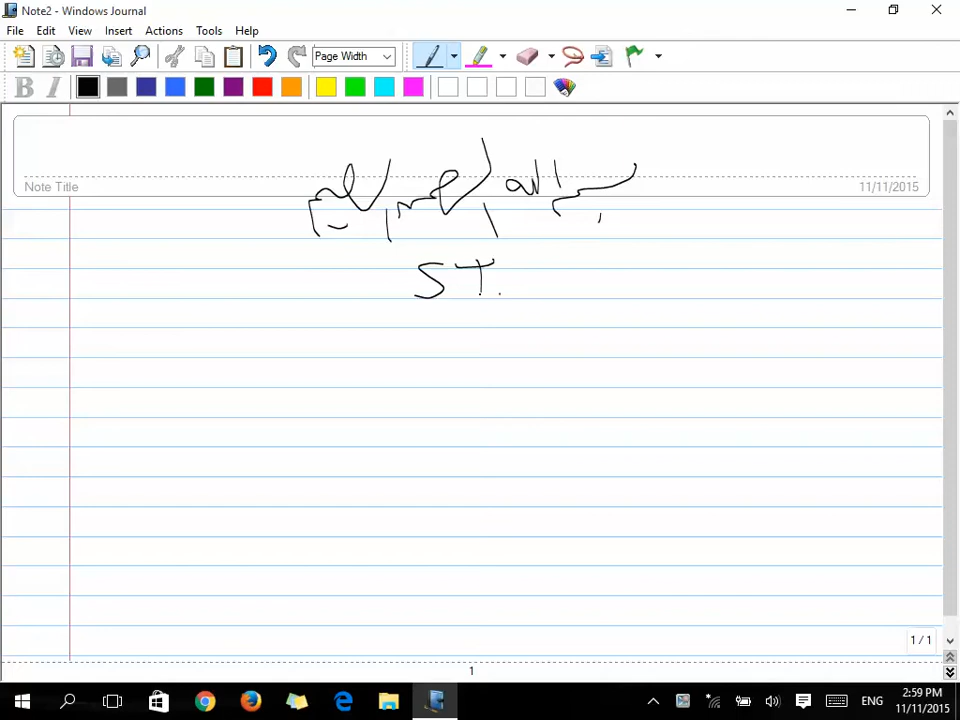 Note2 - Windows Journal
File Edit View Insert Actions Tools Help
Page Width
B I
بسم الله الرحمن الرحيم
Note Title 11/11/2015
ST.
1 / 1
1
ENG 2:59 PM
11/11/2015